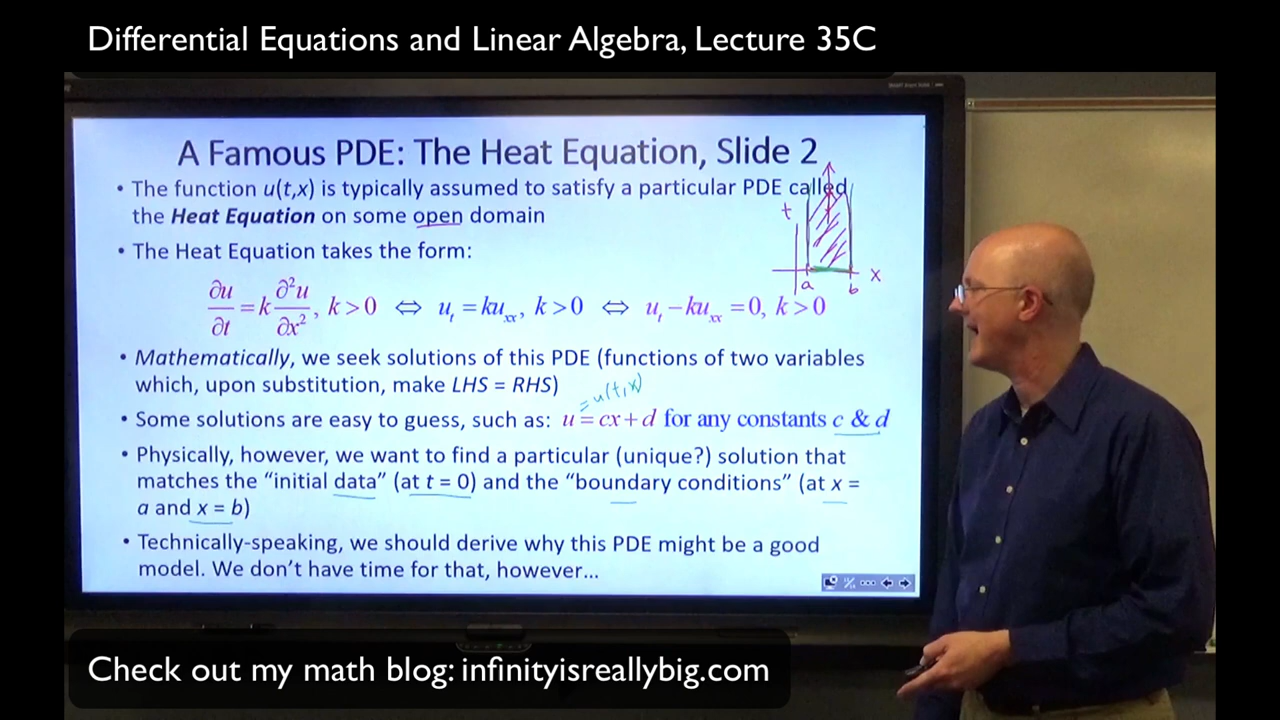 Differential Equations and Linear Algebra, Lecture 35C
A Famous PDE: The Heat Equation, Slide 2
• The function u(t,x) is typically assumed to satisfy a particular PDE called
the Heat Equation on some open domain
t
• The Heat Equation takes the form:
x
a
b
∂u/∂t = k ∂²u/∂x², k > 0 ⇔ uₜ = kuₓₓ, k > 0 ⇔ uₜ − kuₓₓ = 0, k > 0
• Mathematically, we seek solutions of this PDE (functions of two variables
which, upon substitution, make LHS = RHS)
= u(t,x)
• Some solutions are easy to guess, such as: u = cx + d for any constants c & d
• Physically, however, we want to find a particular (unique?) solution that
matches the “initial data” (at t = 0) and the “boundary conditions” (at x =
a and x = b)
• Technically-speaking, we should derive why this PDE might be a good
model. We don’t have time for that, however…
Check out my math blog: infinityisreallybig.com